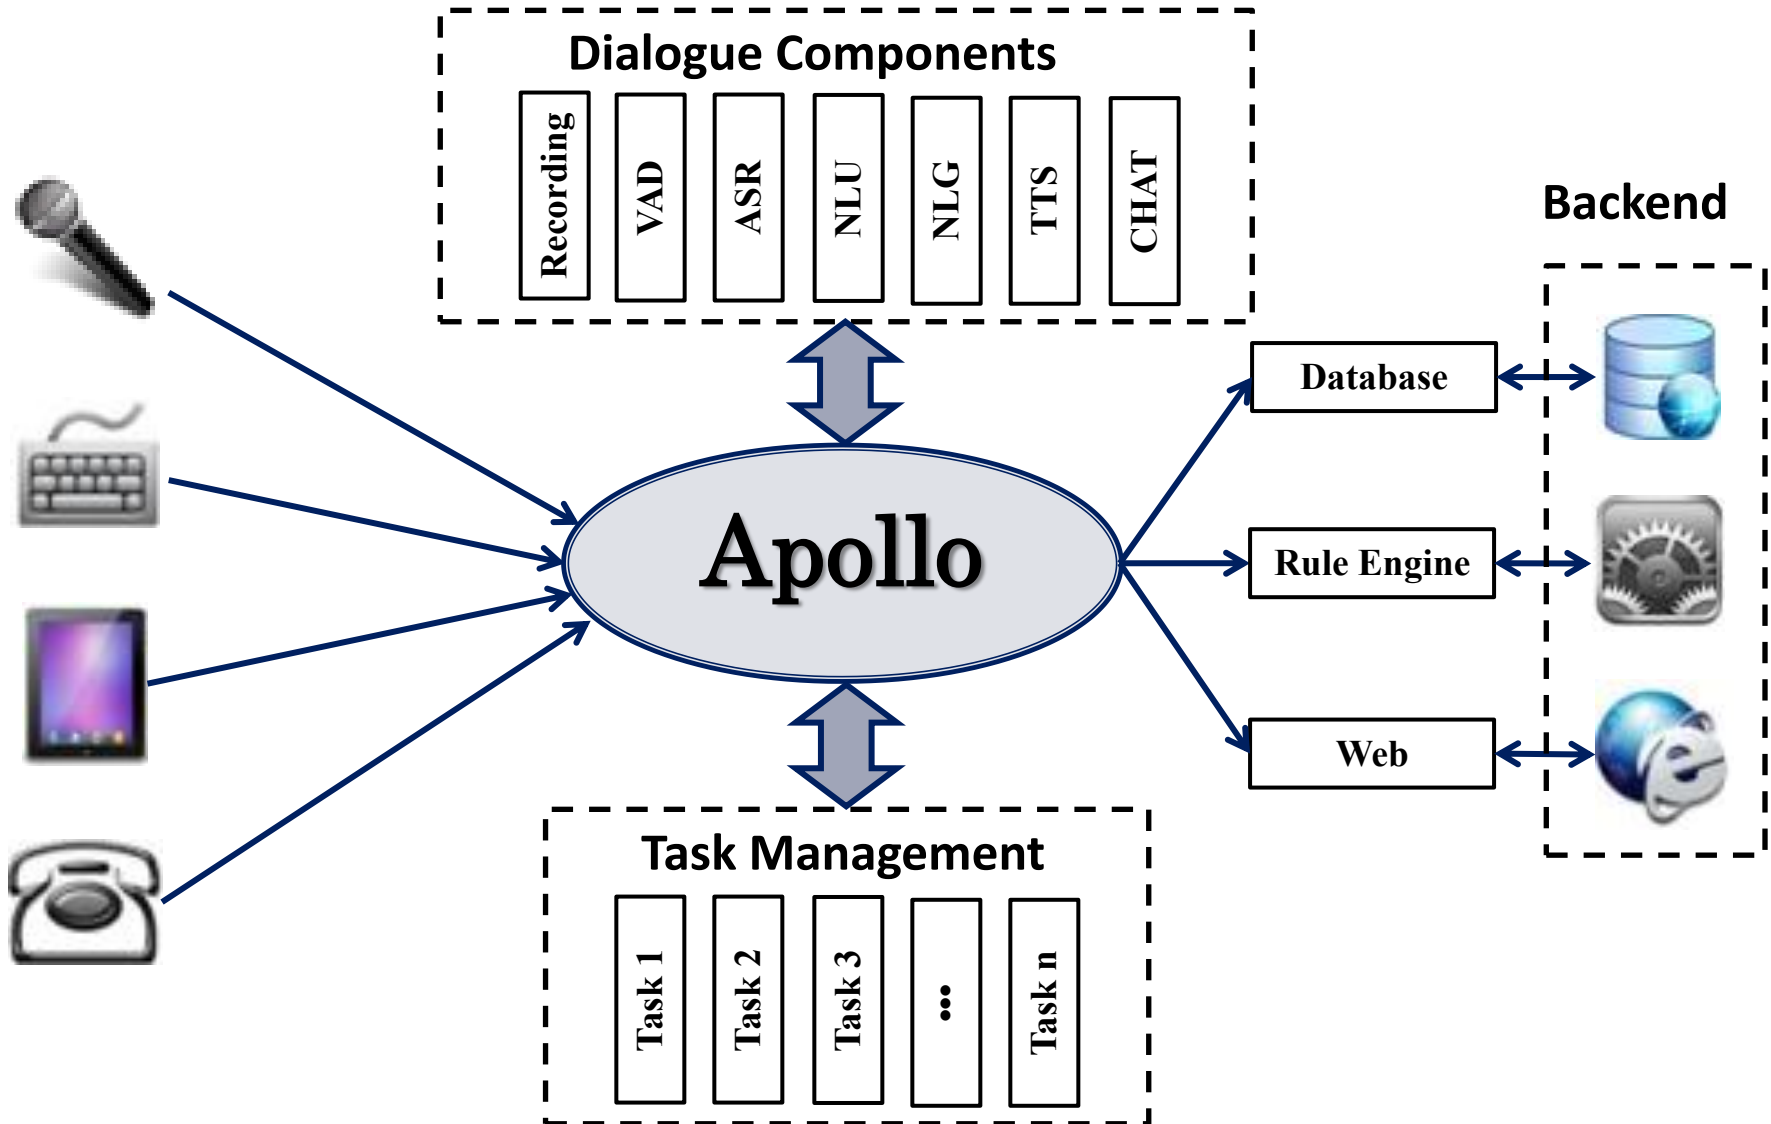 Dialogue Components
Recording
VAD
ASR
NLU
NLG
TTS
CHAT
Backend
Database
Apollo
Rule Engine
Web
Task Management
Task 1
Task 2
Task 3
...
Task n